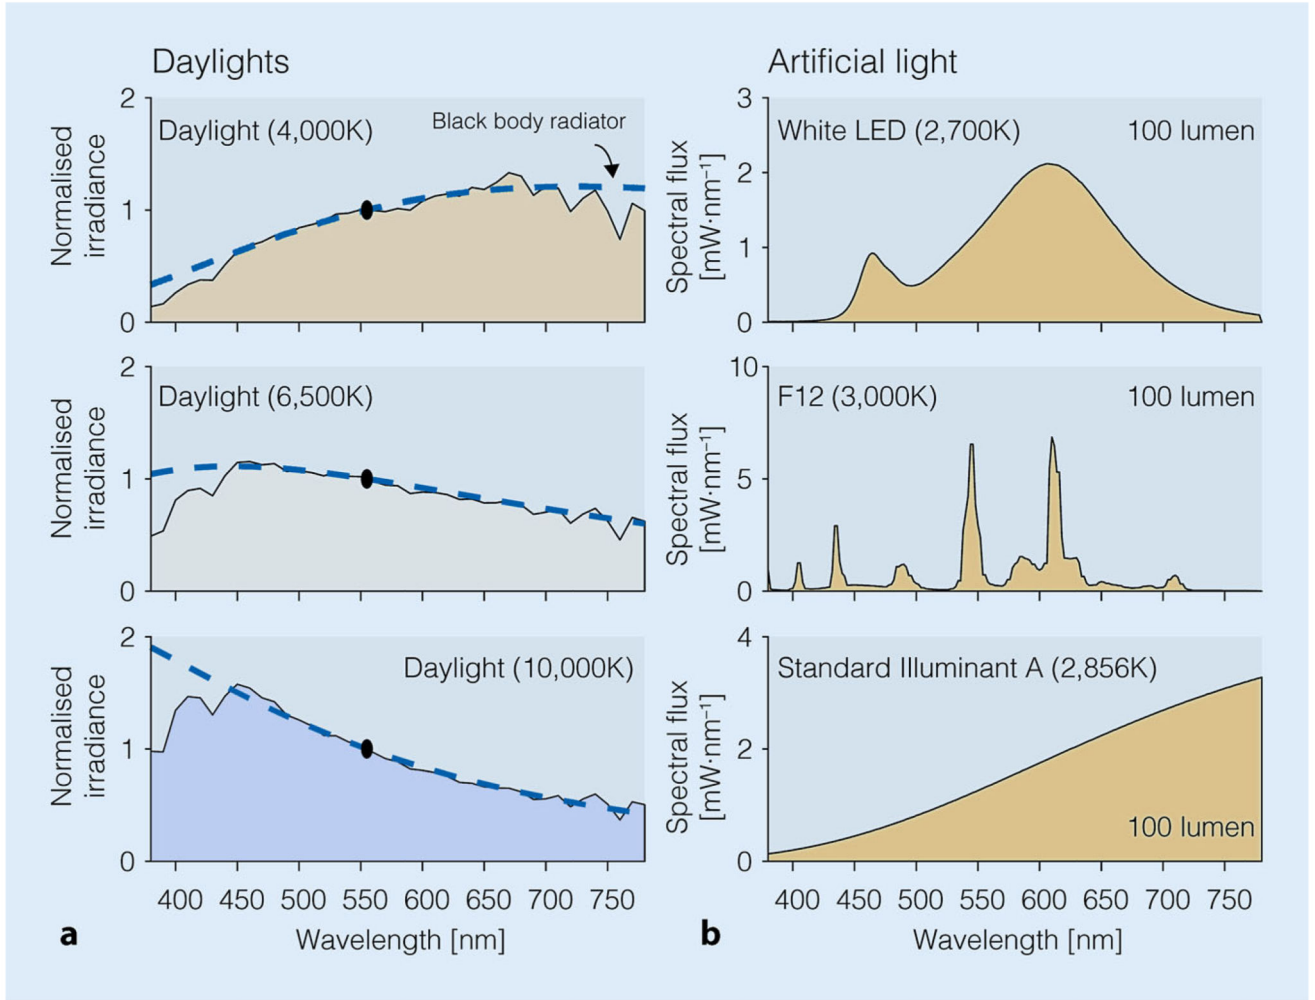 Daylights
2
Daylight (4,000K)
Black body radiator
Normalised
irradiance
1
0
2
Daylight (6,500K)
Normalised
irradiance
1
0
2
Daylight (10,000K)
Normalised
irradiance
1
0
400 450 500 550 600 650 700 750
a
Wavelength [nm]
Artificial light
3
White LED (2,700K)
100 lumen
Spectral flux
[mW·nm⁻¹]
2
1
0
10
F12 (3,000K)
100 lumen
Spectral flux
[mW·nm⁻¹]
5
0
4
Standard Illuminant A (2,856K)
Spectral flux
[mW·nm⁻¹]
2
100 lumen
0
400 450 500 550 600 650 700 750
b
Wavelength [nm]